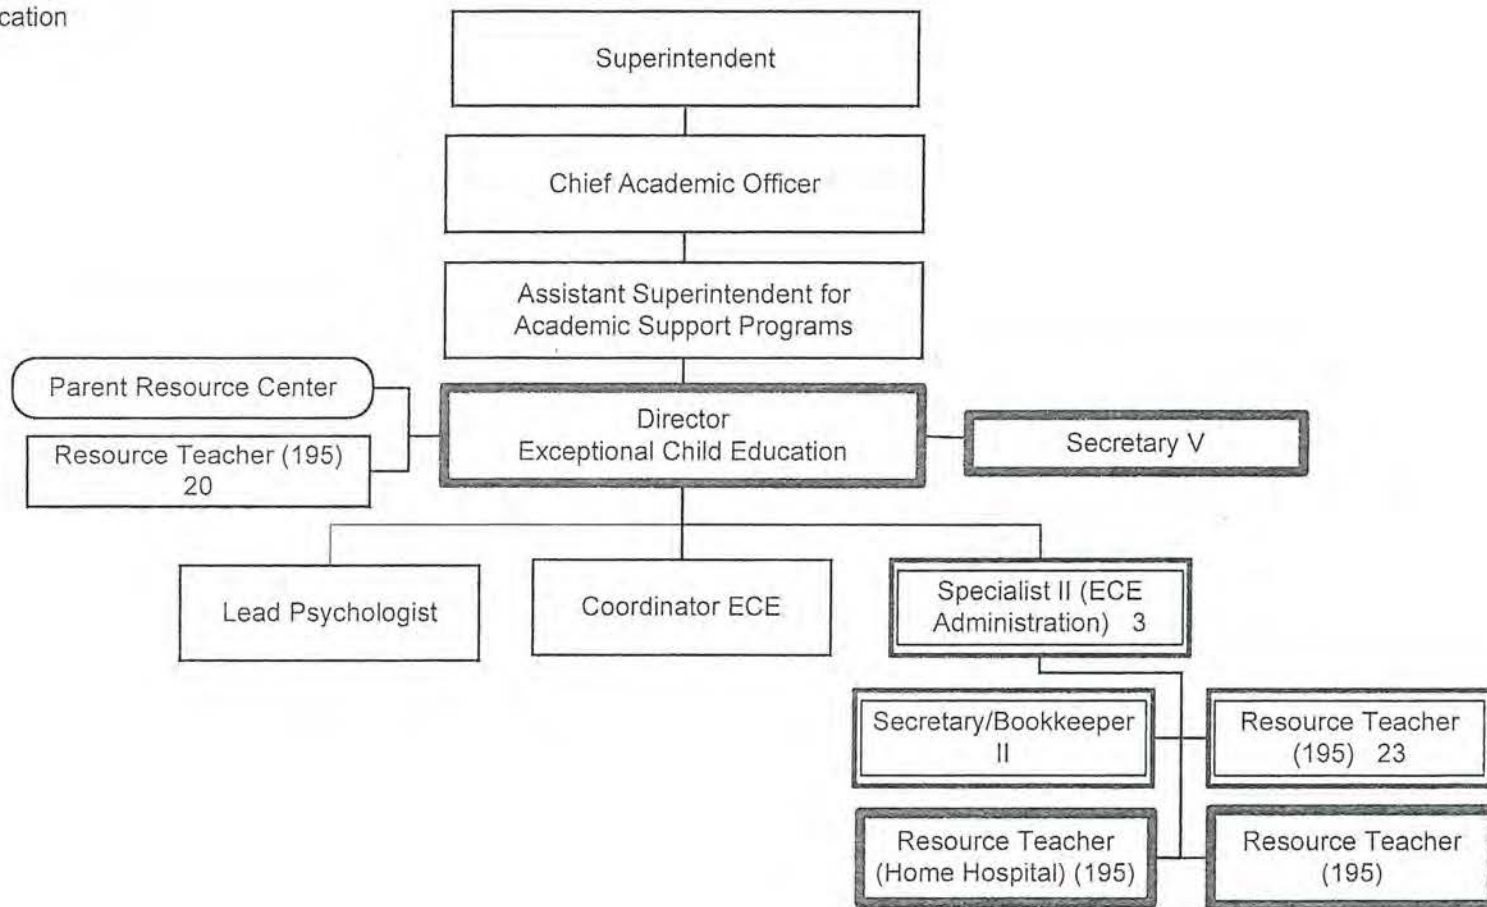 cation
Superintendent
Chief Academic Officer
Assistant Superintendent for
Academic Support Programs
Parent Resource Center
Resource Teacher (195)
20
Director
Exceptional Child Education
Secretary V
Lead Psychologist
Coordinator ECE
Specialist II (ECE
Administration) 3
Secretary/Bookkeeper
II
Resource Teacher
(195) 23
Resource Teacher
(Home Hospital) (195)
Resource Teacher
(195)